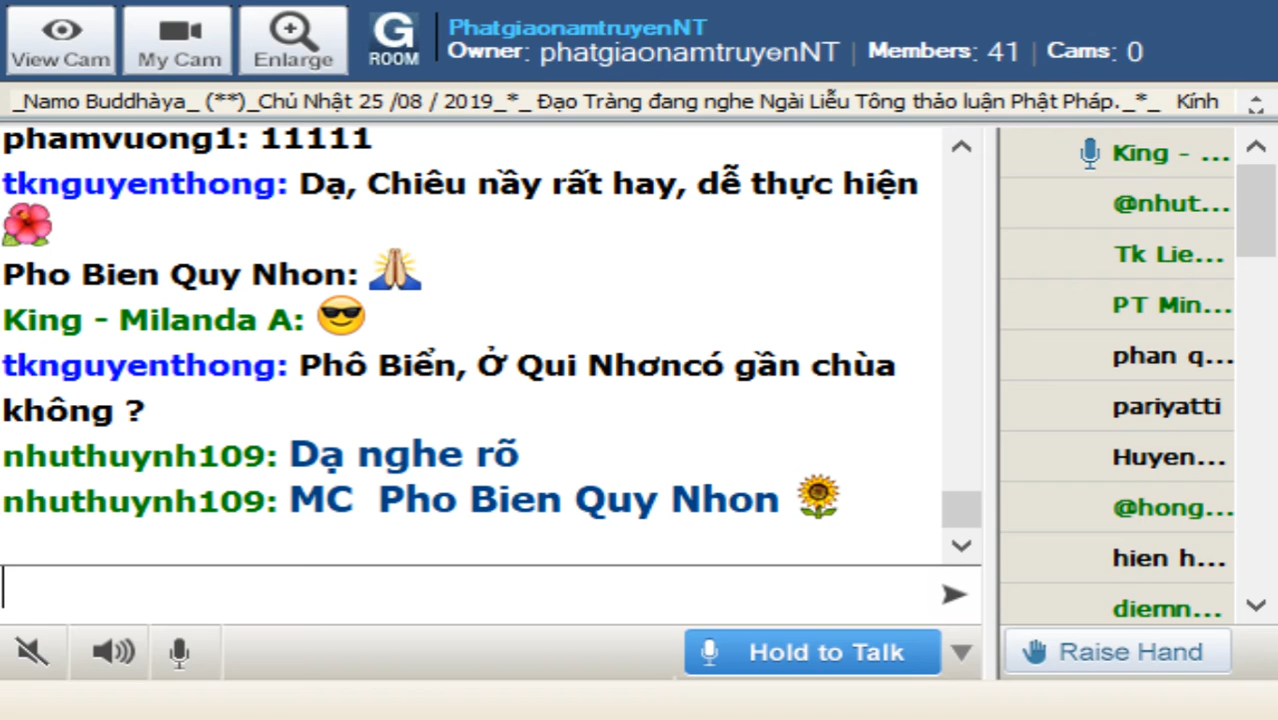 View Cam
My Cam
Enlarge
G
ROOM
PhatgiaonamtruyenNT
Owner: phatgiaonamtruyenNT | Members: 41 | Cams: 0
_Namo Buddhàya_ (**)_Chủ Nhật 25 /08 / 2019_*_ Đạo Tràng đang nghe Ngài Liễu Tông thảo luận Phật Pháp._*_ Kính
phamvuong1: 11111
tknguyenthong: Dạ, Chiêu nầy rất hay, dễ thực hiện
Pho Bien Quy Nhon:
King - Milanda A:
tknguyenthong: Phô Biển, Ở Qui Nhơncó gần chùa
không ?
nhuthuynh109: Dạ nghe rõ
nhuthuynh109: MC Pho Bien Quy Nhon
King - ...
@nhut...
Tk Lie...
PT Min...
phan q...
pariyatti
Huyen...
@hong...
hien h...
diemn...
Hold to Talk
Raise Hand